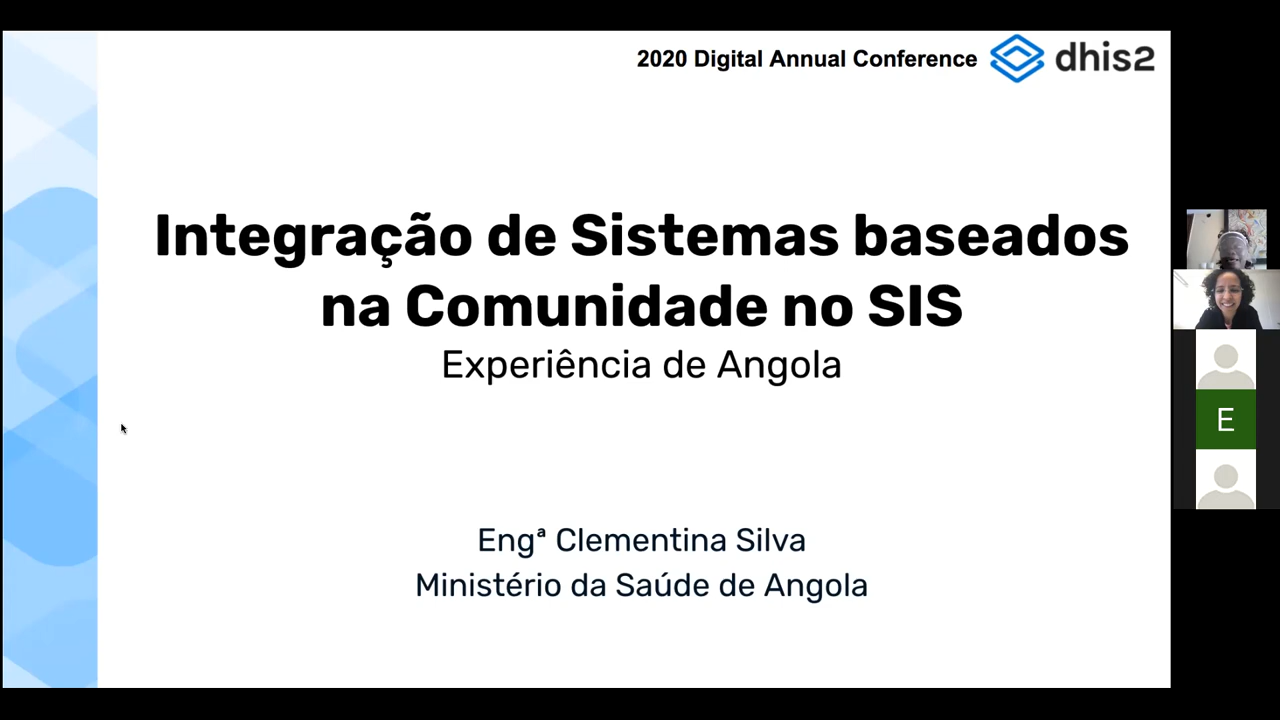 2020 Digital Annual Conference dhis2
Integração de Sistemas baseados
na Comunidade no SIS
Experiência de Angola
E
Engª Clementina Silva
Ministério da Saúde de Angola